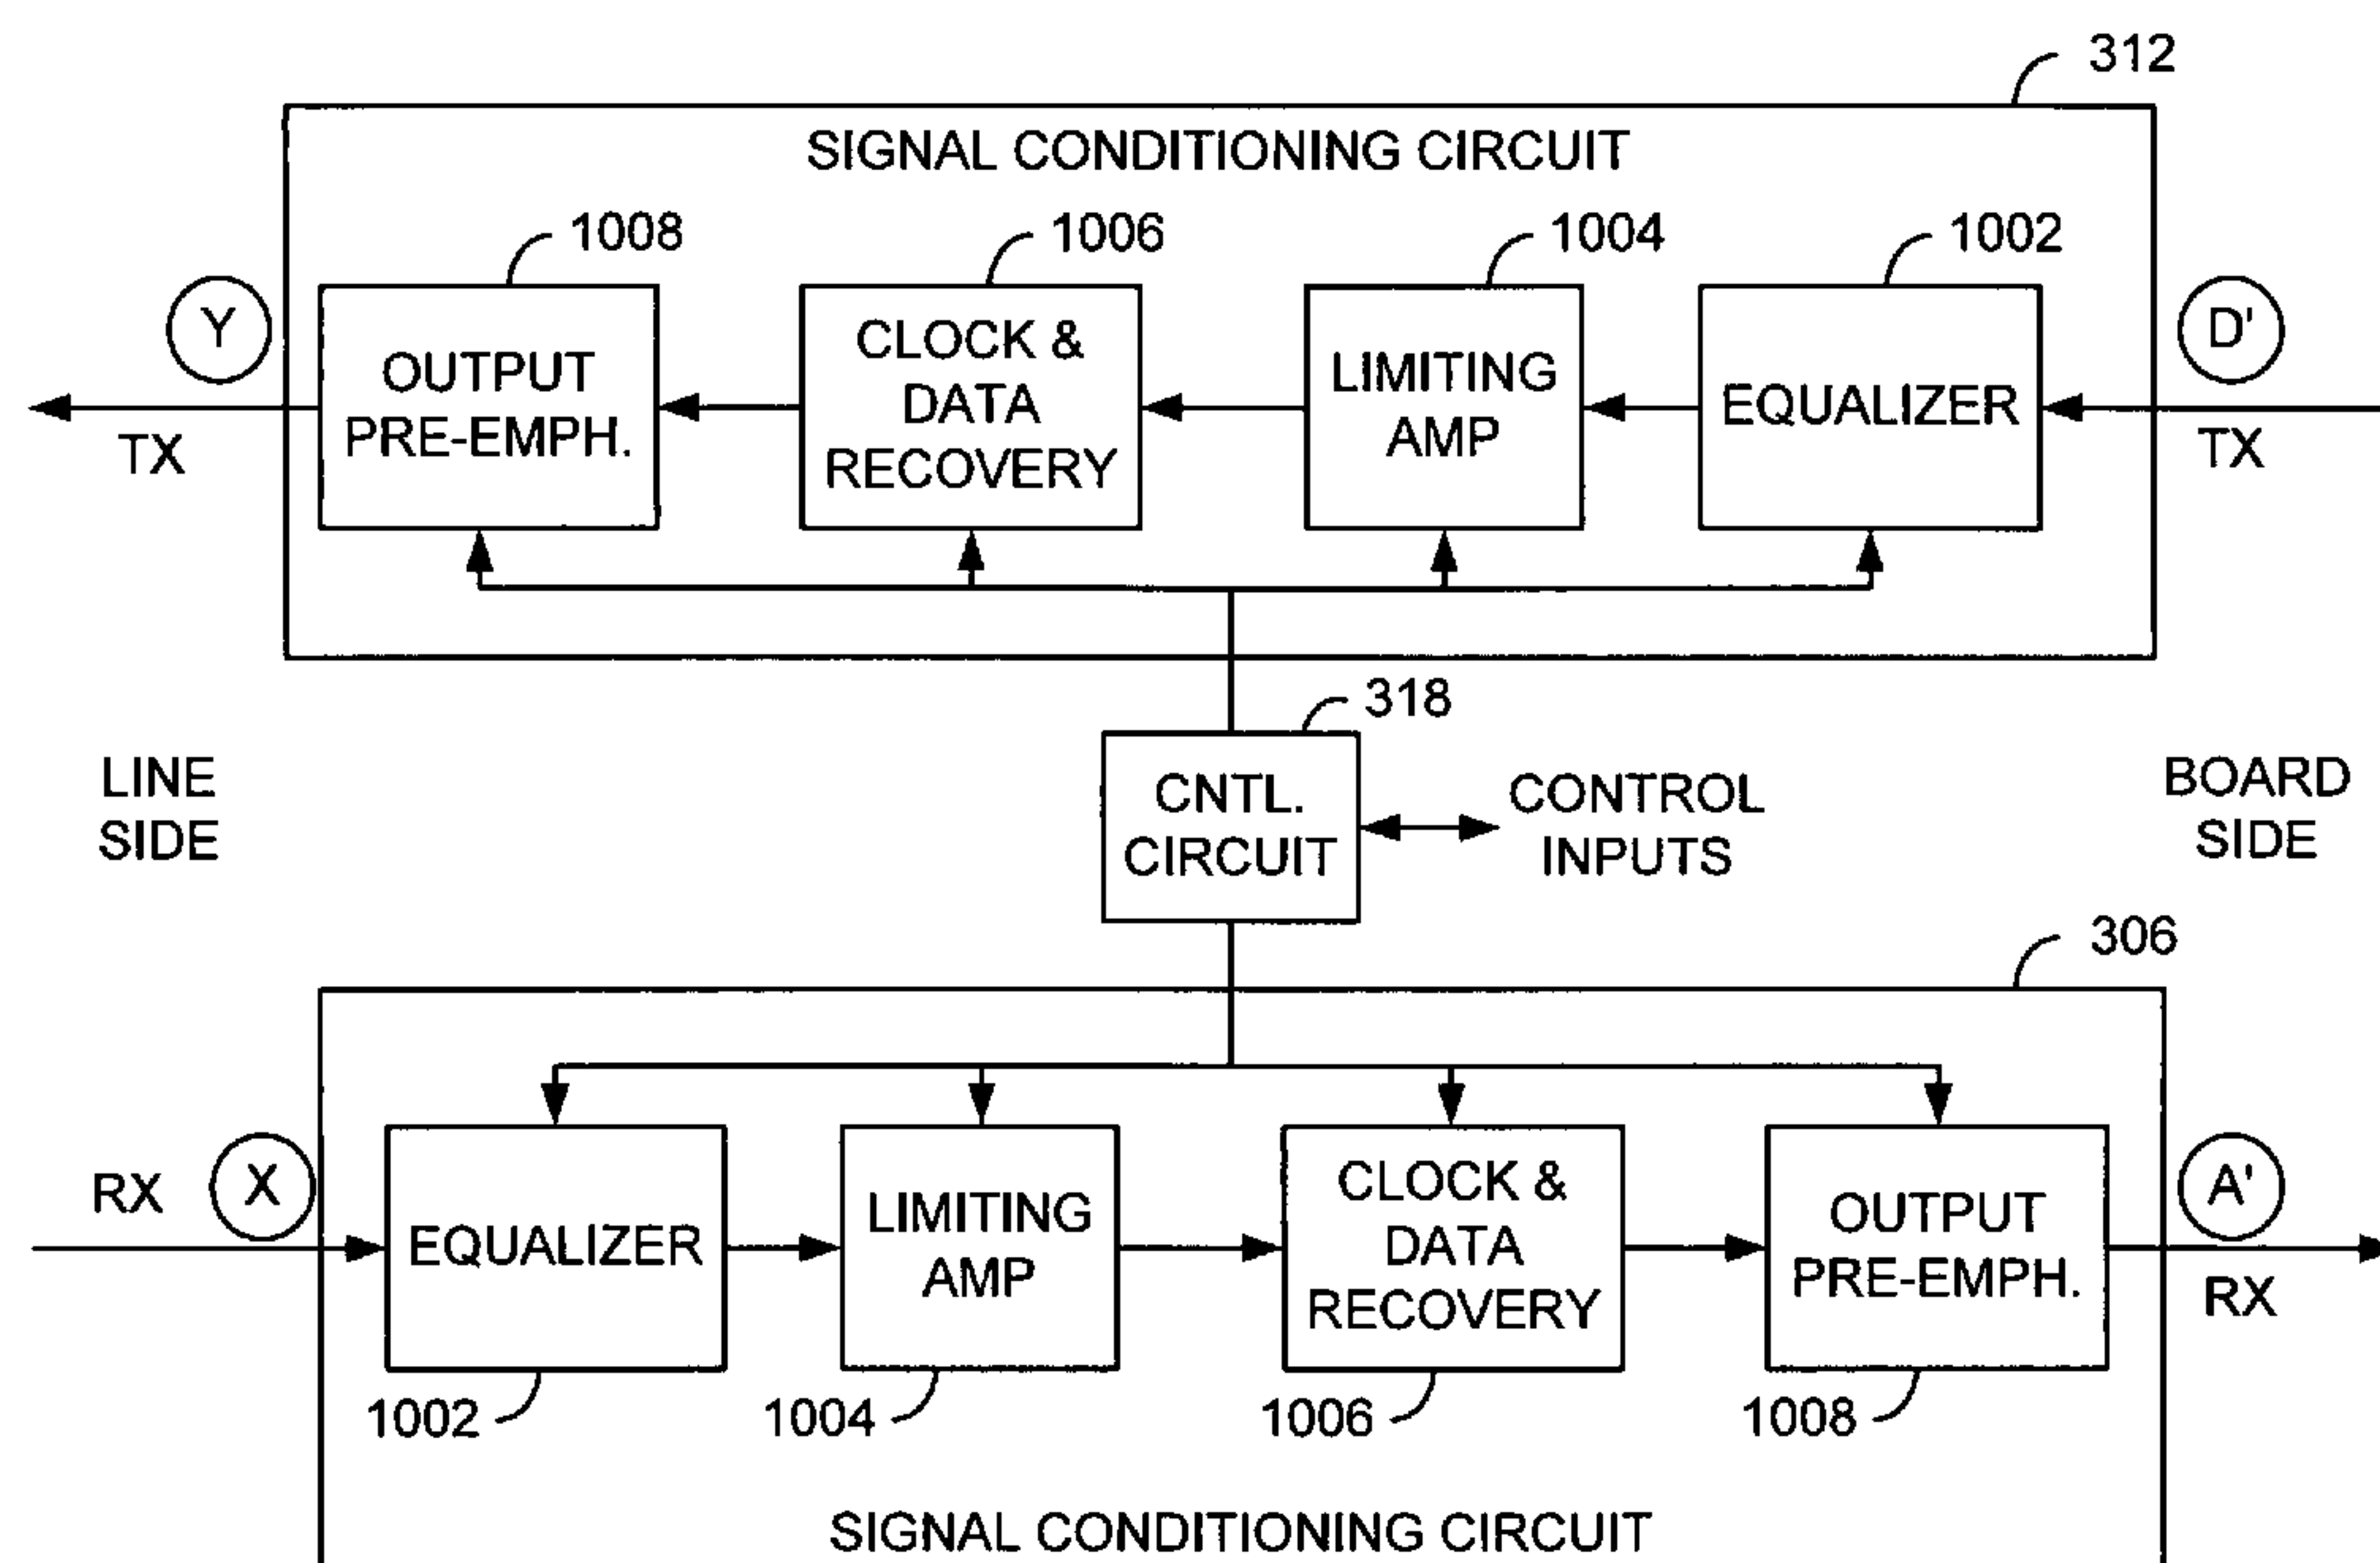 312
SIGNAL CONDITIONING CIRCUIT
1008
1006
1004
1002
Y
D'
OUTPUT
PRE-EMPH.
CLOCK &
DATA
RECOVERY
LIMITING
AMP
EQUALIZER
TX
TX
318
LINE
SIDE
CNTL.
CIRCUIT
CONTROL
INPUTS
BOARD
SIDE
306
RX
X
EQUALIZER
LIMITING
AMP
CLOCK &
DATA
RECOVERY
OUTPUT
PRE-EMPH.
A'
RX
1002
1004
1006
1008
SIGNAL CONDITIONING CIRCUIT